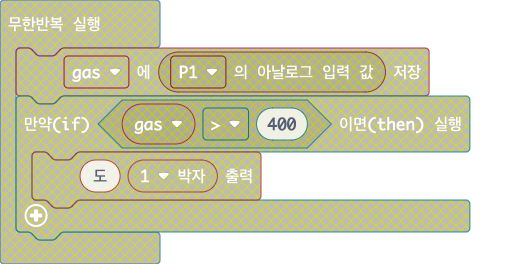 무한반복 실행
gas 에 P1 의 아날로그 입력 값 저장
만약(if) gas > 400 이면(then) 실행
도 1 박자 출력